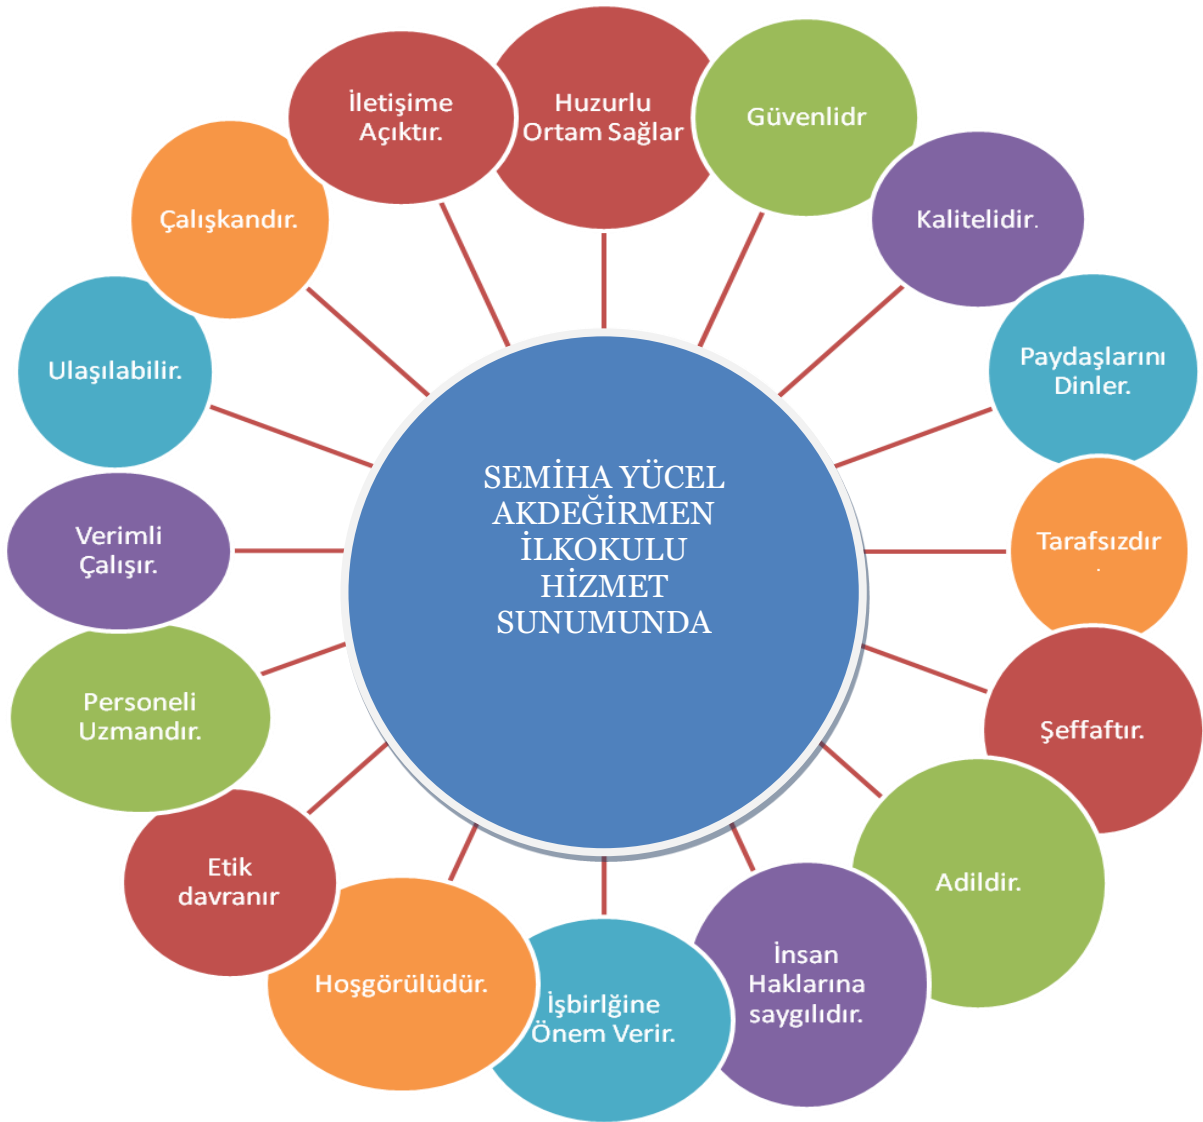 SEMİHA YÜCEL
AKDEĞİRMEN
İLKOKULU
HİZMET
SUNUMUNDA
Huzurlu
Ortam Sağlar
Güvenlidr
Kalitelidir.
Paydaşlarını
Dinler.
Tarafsızdır
.
Şeffaftır.
Adildir.
İnsan
Haklarına
saygılıdır.
İşbirlğine
Önem Verir.
Hoşgörülüdür.
Etik
davranır
Personeli
Uzmandır.
Verimli
Çalışır.
Ulaşılabilir.
Çalışkandır.
İletişime
Açıktır.